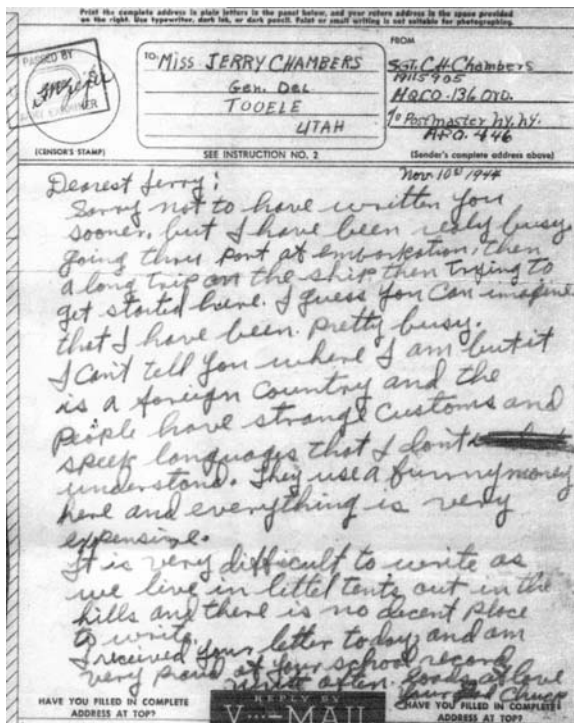 Print the complete address in plain letters in the panel below, and your return address in the space provided
on the right. Use typewriter, dark ink, or dark pencil. Faint or small writing is not suitable for photographing.
PASSED BY
EXAMINER
(CENSOR'S STAMP)
TO: Miss JERRY CHAMBERS
Gen. Del
TOOELE
UTAH
SEE INSTRUCTION NO. 2
FROM
Sgt. C.H. Chambers
19115905
HQ CO - 136 ORD.
% Postmaster N.Y. N.Y.
A.P.O. 446
(Sender's complete address above)
Nov. 10th 1944
Dearest Jerry:
Sorry not to have written you
sooner, but I have been realy busy.
going thru Port at embarkation, then
a long trip on the ship then trying to
get started here. I guess you can imagine
that I have been pretty busy.
I can't tell you where I am but it
is a foreign country and the
people have strange customs and
speek languages that I dont
understand. They use a funny money
here and everything is very
expensive.
It is very difficult to write as
we live in littel tents out in the
hills and there is no decent place
to write.
I received your letter today, and am
very proud of your school record
write often. Loads of love
Your Dad Chuck
HAVE YOU FILLED IN COMPLETE
ADDRESS AT TOP?
REPLY BY
V···—MAIL
HAVE YOU FILLED IN COMPLETE
ADDRESS AT TOP?